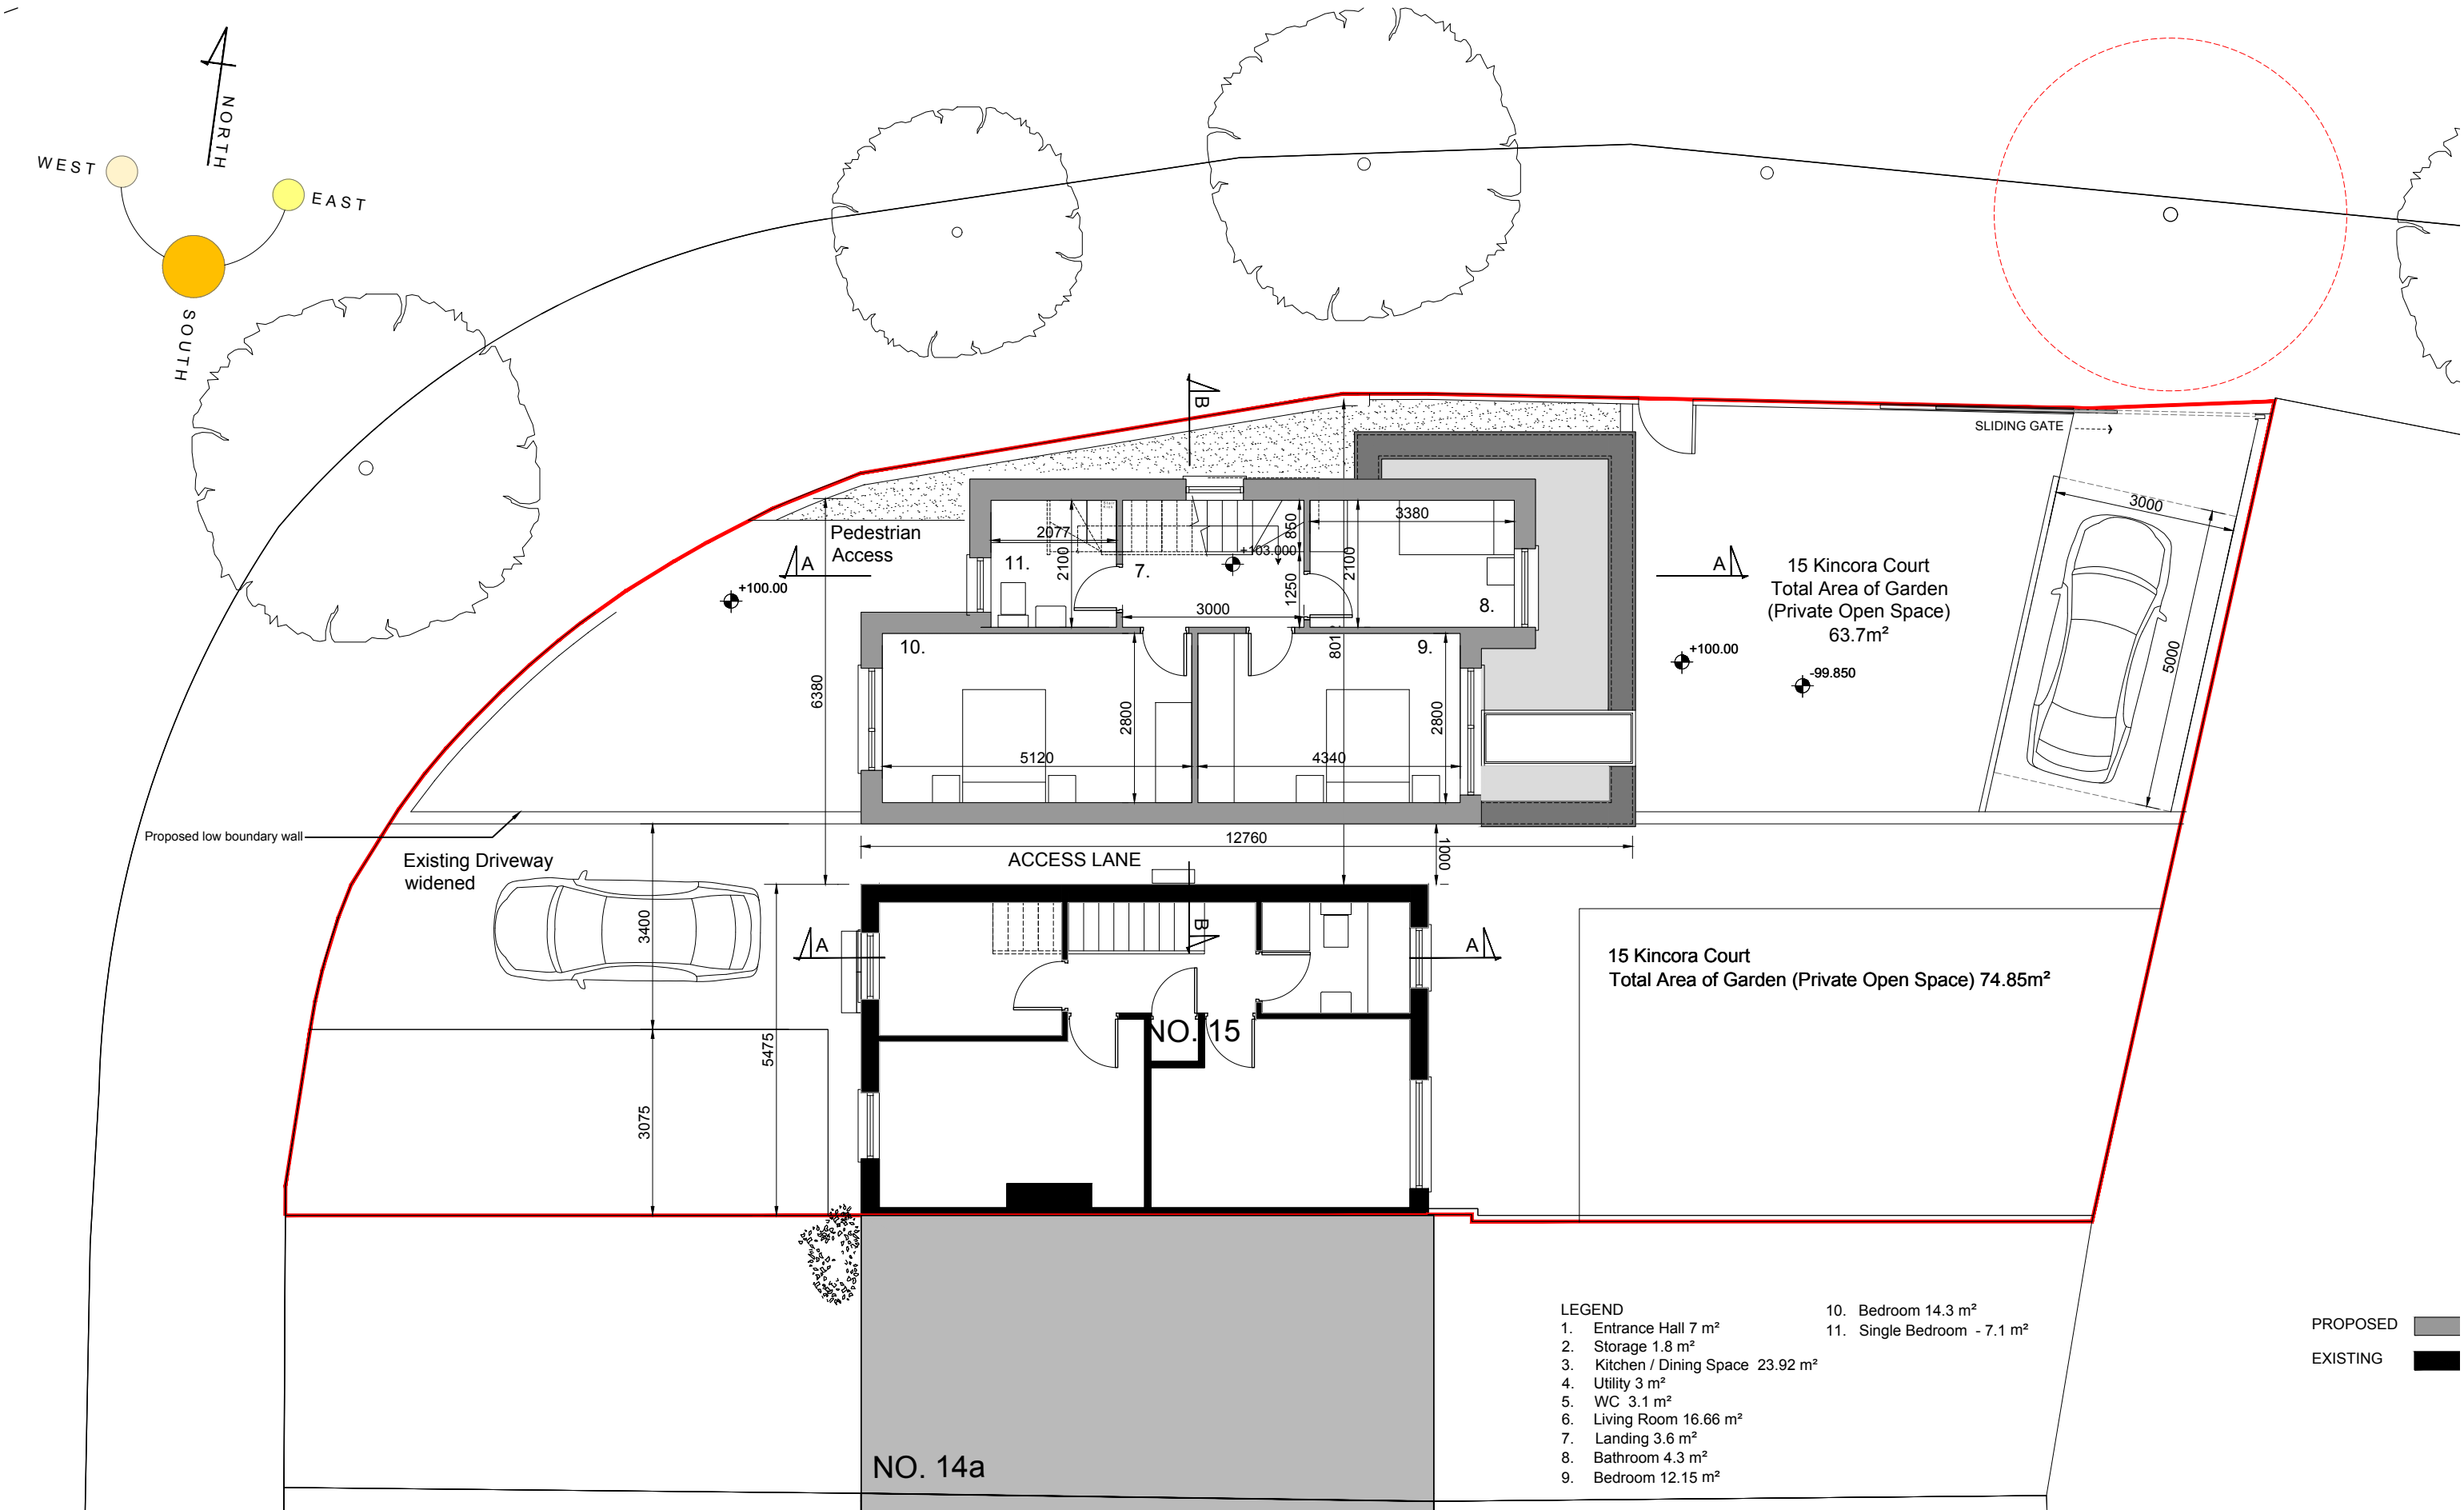 NORTH
WEST
EAST
SOUTH
B
SLIDING GATE
3000
Pedestrian
Access
2077
850
3380
+103.000
A
11.
2100
7.
1250
2100
A
15 Kincora Court
Total Area of Garden
(Private Open Space)
63.7m²
+100.00
3000
8.
10.
9.
801
+100.00
-99.850
5000
6380
2800
2800
5120
4340
Proposed low boundary wall
12760
1000
Existing Driveway
widened
ACCESS LANE
3400
B
A
A
15 Kincora Court
Total Area of Garden (Private Open Space) 74.85m²
NO. 15
5475
3075
LEGEND
1. Entrance Hall 7 m²
2. Storage 1.8 m²
3. Kitchen / Dining Space 23.92 m²
4. Utility 3 m²
5. WC 3.1 m²
6. Living Room 16.66 m²
7. Landing 3.6 m²
8. Bathroom 4.3 m²
9. Bedroom 12.15 m²
10. Bedroom 14.3 m²
11. Single Bedroom - 7.1 m²
PROPOSED
EXISTING
NO. 14a